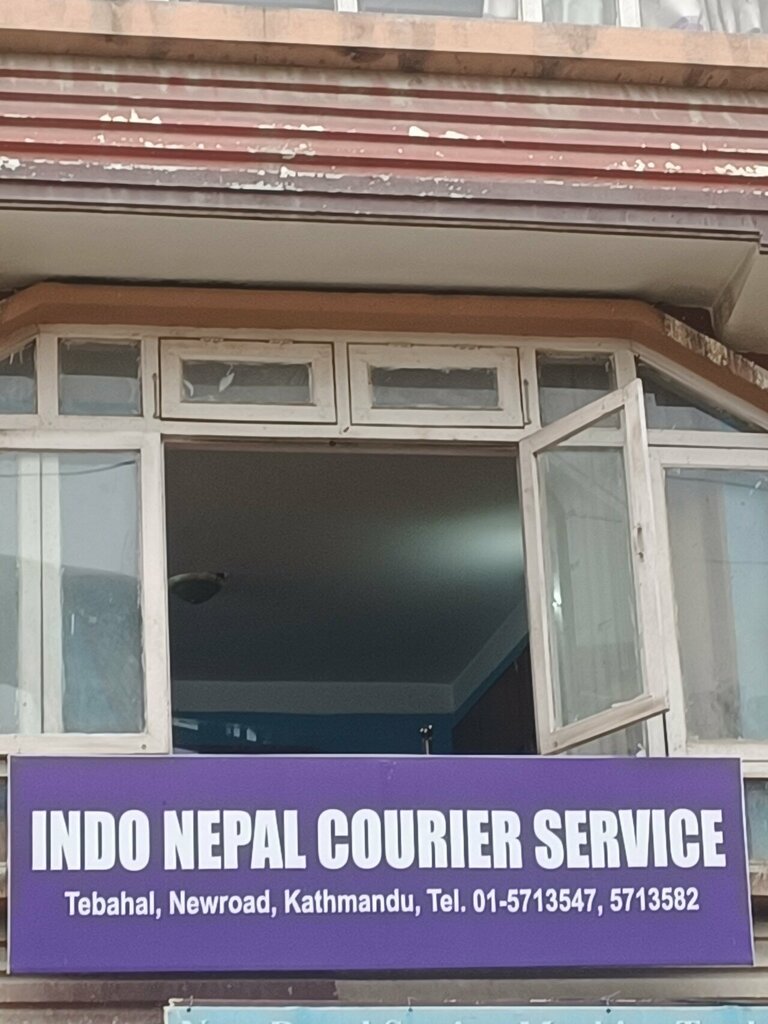 INDO NEPAL COURIER SERVICE
Tebahal, Newroad, Kathmandu, Tel. 01-5713547, 5713582